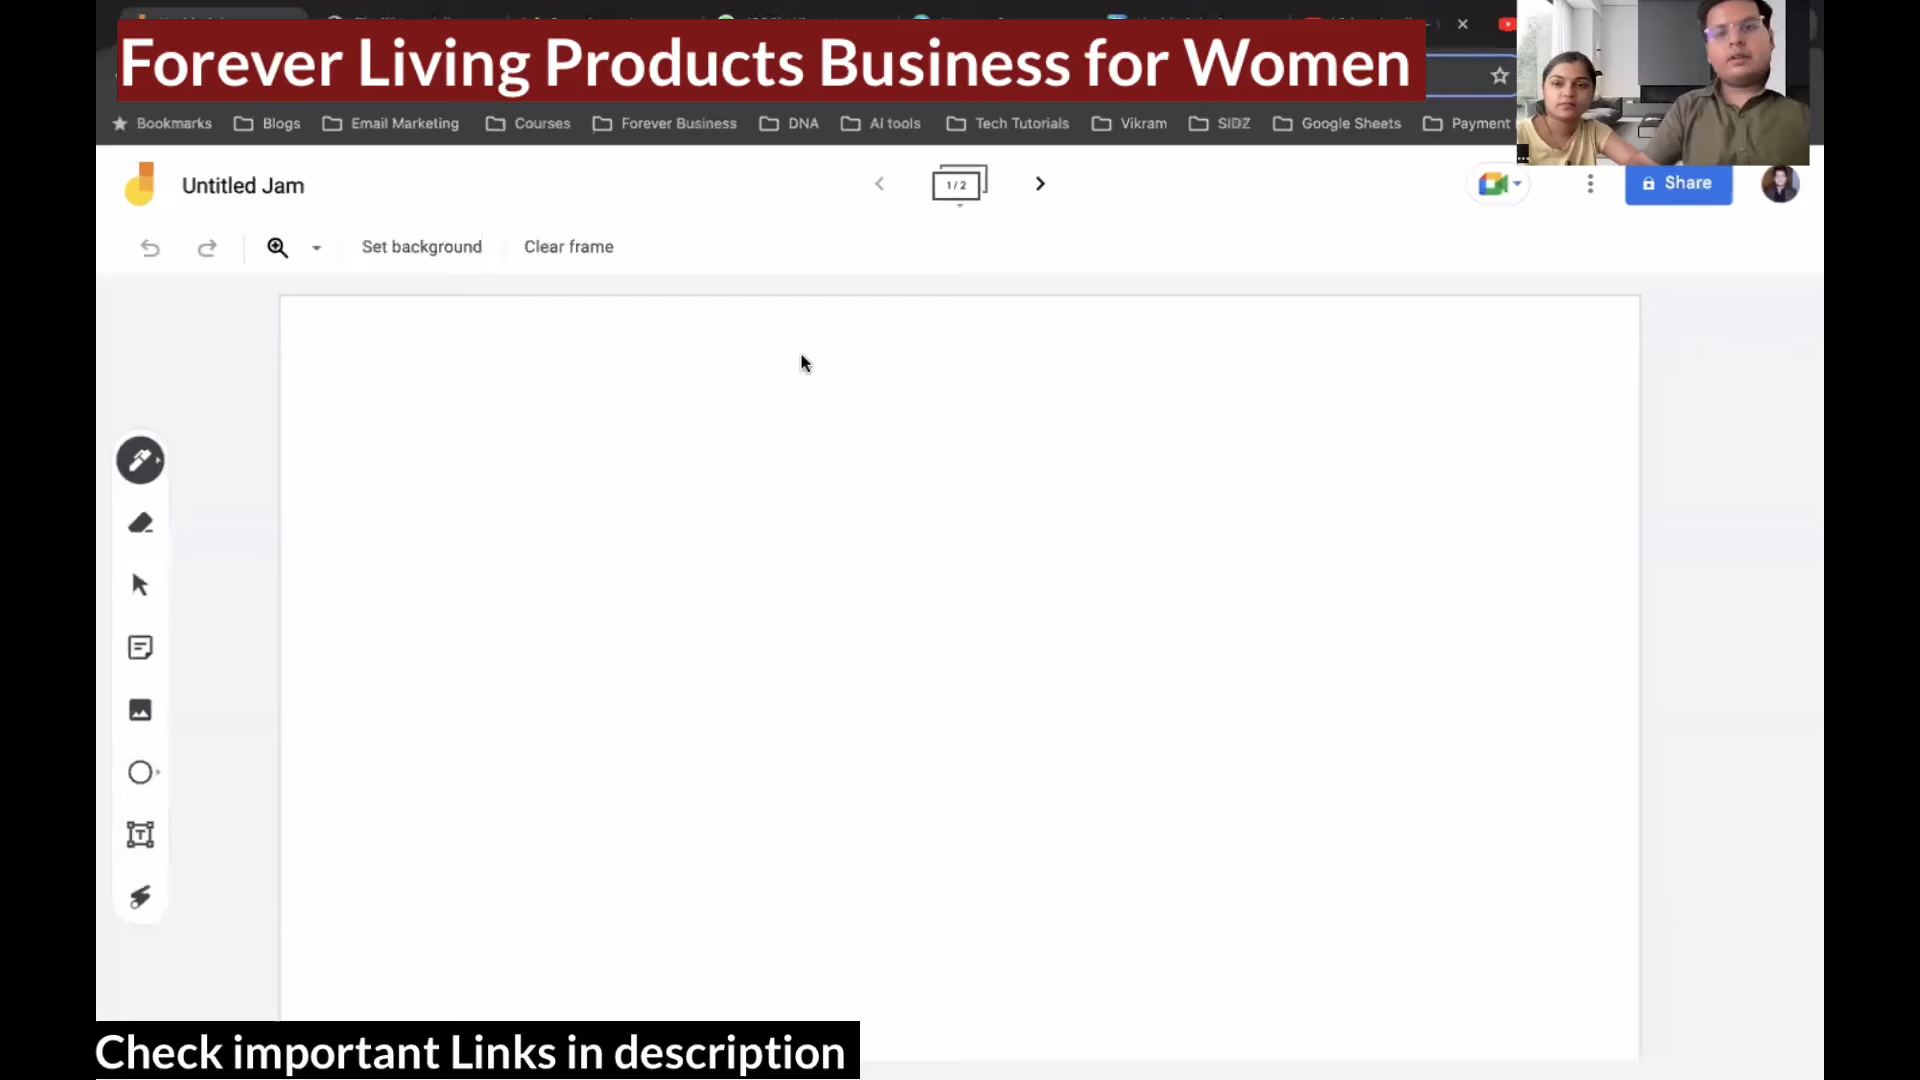 Forever Living Products Business for Women
Bookmarks Blogs Email Marketing Courses Forever Business DNA AI tools Tech Tutorials Vikram SIDZ Google Sheets Payment
Untitled Jam
1/2
Share
Set background Clear frame
Check important Links in description